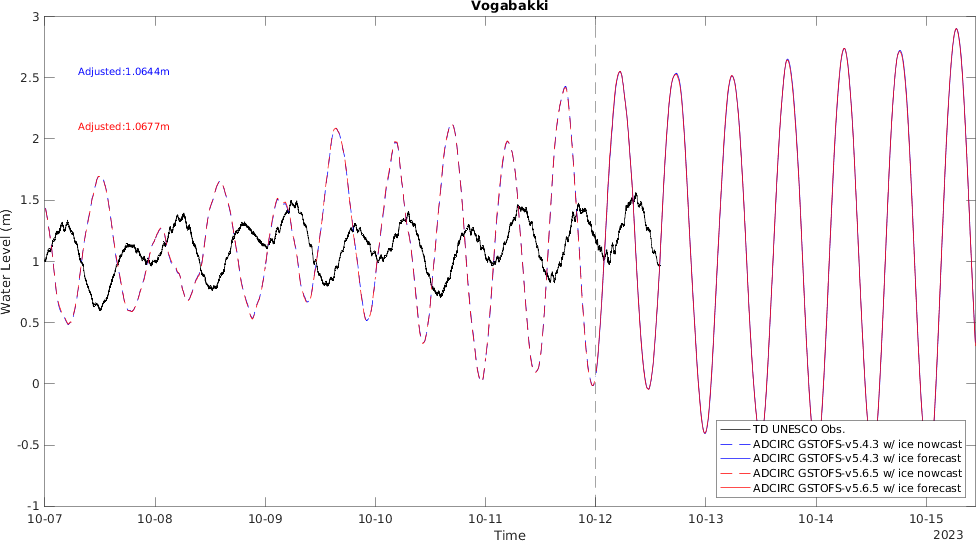 Vogabakki
3
2.5
2
1.5
1
0.5
0
-0.5
-1
Water Level (m)
Adjusted:1.0644m
Adjusted:1.0677m
TD UNESCO Obs.
ADCIRC GSTOFS-v5.4.3 w/ ice nowcast
ADCIRC GSTOFS-v5.4.3 w/ ice forecast
ADCIRC GSTOFS-v5.6.5 w/ ice nowcast
ADCIRC GSTOFS-v5.6.5 w/ ice forecast
10-07 10-08 10-09 10-10 10-11 10-12 10-13 10-14 10-15
Time
2023